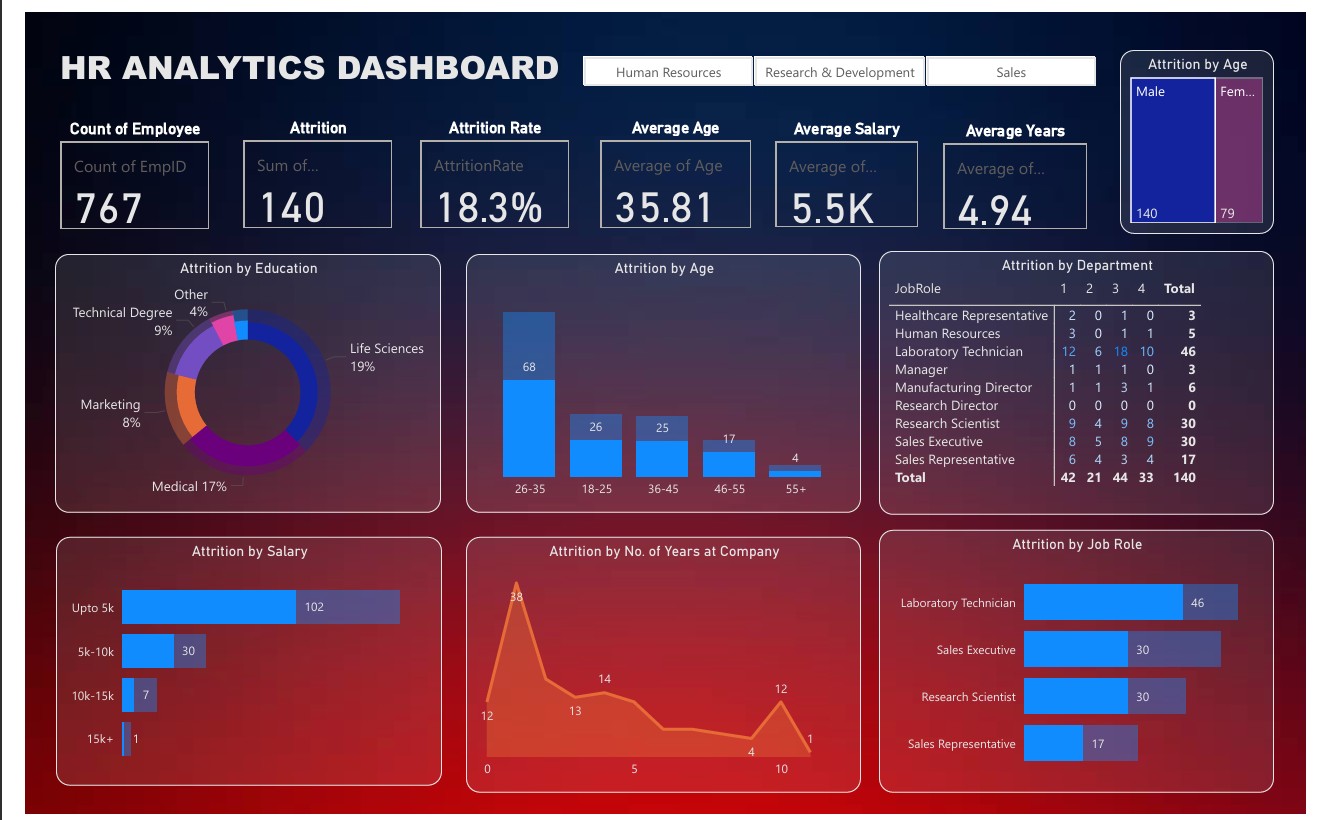 HR ANALYTICS DASHBOARD
Human Resources
Research & Development
Sales
Attrition by Age
Male
Fem...
140
79
Count of Employee
Count of EmpID
767
Attrition
Sum of...
140
Attrition Rate
AttritionRate
18.3%
Average Age
Average of Age
35.81
Average Salary
Average of...
5.5K
Average Years
Average of...
4.94
Attrition by Education
Other
4%
Technical Degree
9%
Life Sciences
19%
Marketing
8%
Medical 17%
Attrition by Age
68
26
25
17
4
26-35 18-25 36-45 46-55 55+
Attrition by Department
JobRole 1 2 3 4 Total
Healthcare Representative 2 0 1 0 3
Human Resources 3 0 1 1 5
Laboratory Technician 12 6 18 10 46
Manager 1 1 1 0 3
Manufacturing Director 1 1 3 1 6
Research Director 0 0 0 0 0
Research Scientist 9 4 9 8 30
Sales Executive 8 5 8 9 30
Sales Representative 6 4 3 4 17
Total 42 21 44 33 140
Attrition by Salary
Upto 5k 102
5k-10k 30
10k-15k 7
15k+ 1
Attrition by No. of Years at Company
38
14
12
13
12
4
1
0 5 10
Attrition by Job Role
Laboratory Technician 46
Sales Executive 30
Research Scientist 30
Sales Representative 17